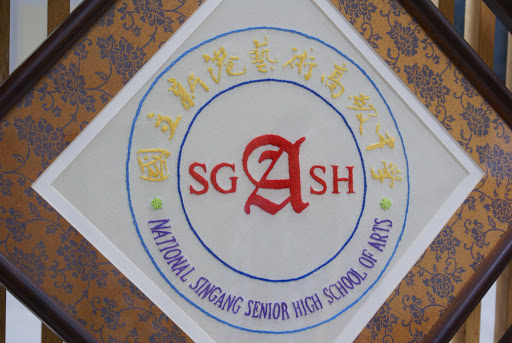 國立新港藝術高級中學
SGASH
NATIONAL SINGANG SENIOR HIGH SCHOOL OF ARTS